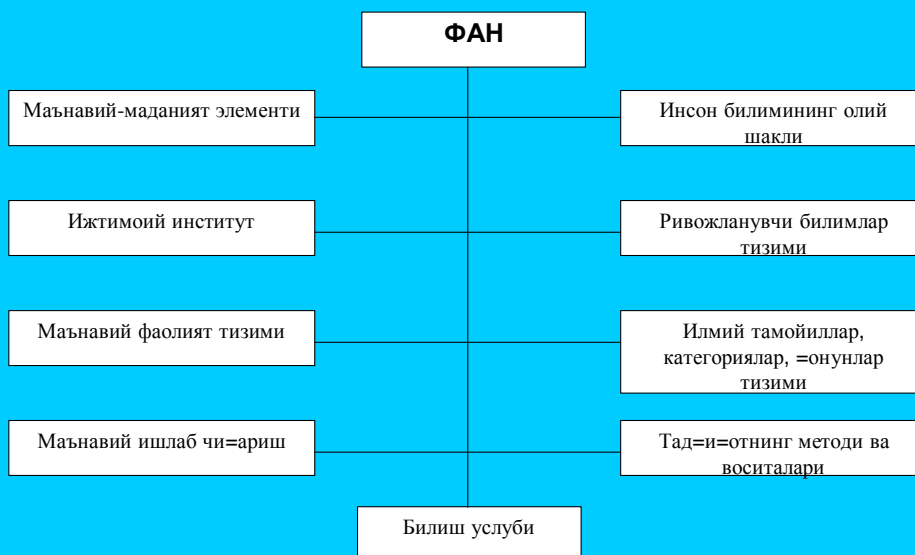 ФАН
Маънавий-маданият элементи
Инсон билимининг олий
шакли
Ижтимоий институт
Ривожланувчи билимлар
тизими
Маънавий фаолият тизими
Илмий тамойиллар,
категориялар, =онунлар
тизими
Маънавий ишлаб чи=ариш
Тад=и=отнинг методи ва
воситалари
Билиш услуби